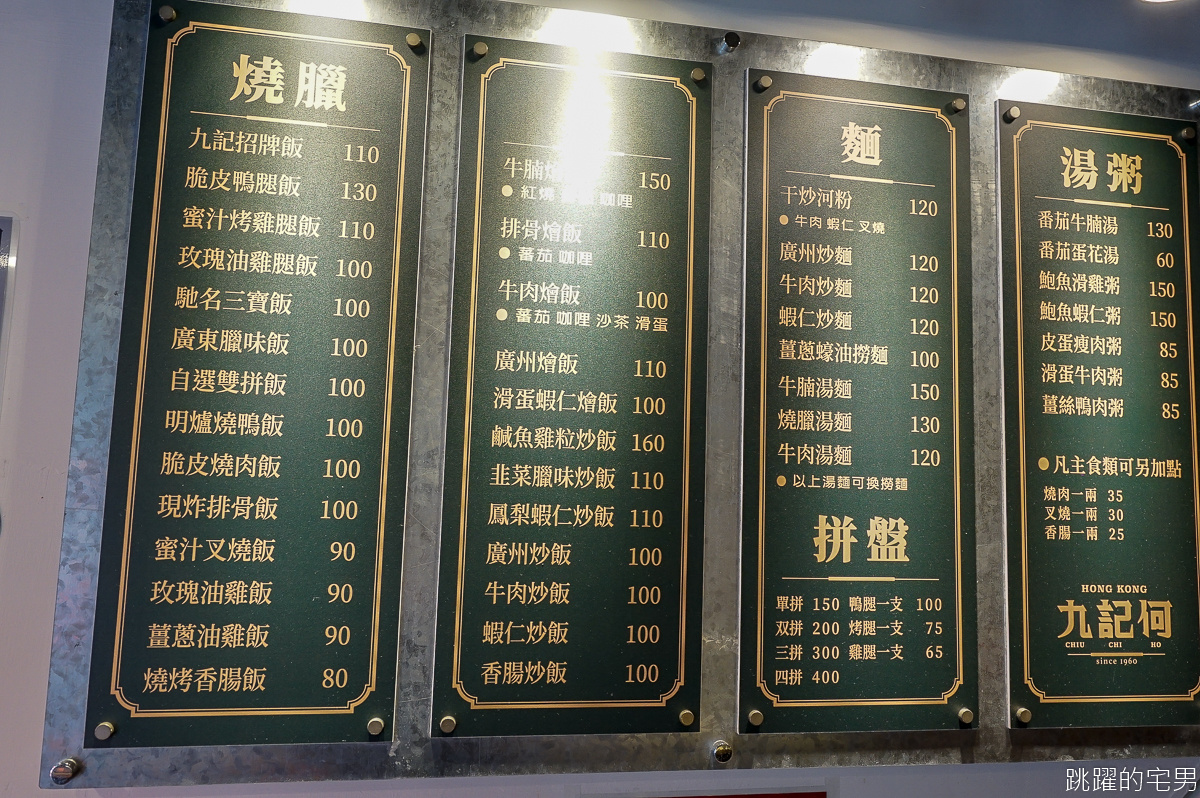 燒臘
九記招牌飯 110
脆皮鴨腿飯 130
蜜汁烤雞腿飯 110
玫瑰油雞腿飯 100
馳名三寶飯 100
廣東臘味飯 100
自選雙拼飯 100
明爐燒鴨飯 100
脆皮燒肉飯 100
現炸排骨飯 100
蜜汁叉燒飯 90
玫瑰油雞飯 90
薑蔥油雞飯 90
燒烤香腸飯 80
牛腩 150
紅燒 咖哩
排骨燴飯 110
蕃茄 咖哩
牛肉燴飯 100
蕃茄 咖哩 沙茶 滑蛋
廣州燴飯 110
滑蛋蝦仁燴飯 100
鹹魚雞粒炒飯 160
韭菜臘味炒飯 110
鳳梨蝦仁炒飯 110
廣州炒飯 100
牛肉炒飯 100
蝦仁炒飯 100
香腸炒飯 100
麵
干炒河粉 120
牛肉 蝦仁 叉燒
廣州炒麵 120
牛肉炒麵 120
蝦仁炒麵 120
薑蔥蠔油撈麵 100
牛腩湯麵 150
燒臘湯麵 130
牛肉湯麵 120
以上湯麵可換撈麵
拼盤
單拼 150 鴨腿一支 100
双拼 200 烤腿一支 75
三拼 300 雞腿一支 65
四拼 400
湯粥
番茄牛腩湯 130
番茄蛋花湯 60
鮑魚滑雞粥 150
鮑魚蝦仁粥 150
皮蛋瘦肉粥 85
滑蛋牛肉粥 85
薑絲鴨肉粥 85
凡主食類可另加點
燒肉一兩 35
叉燒一兩 30
香腸一兩 25
HONG KONG
九記何
CHIU CHI HO
since 1960
跳躍的宅男